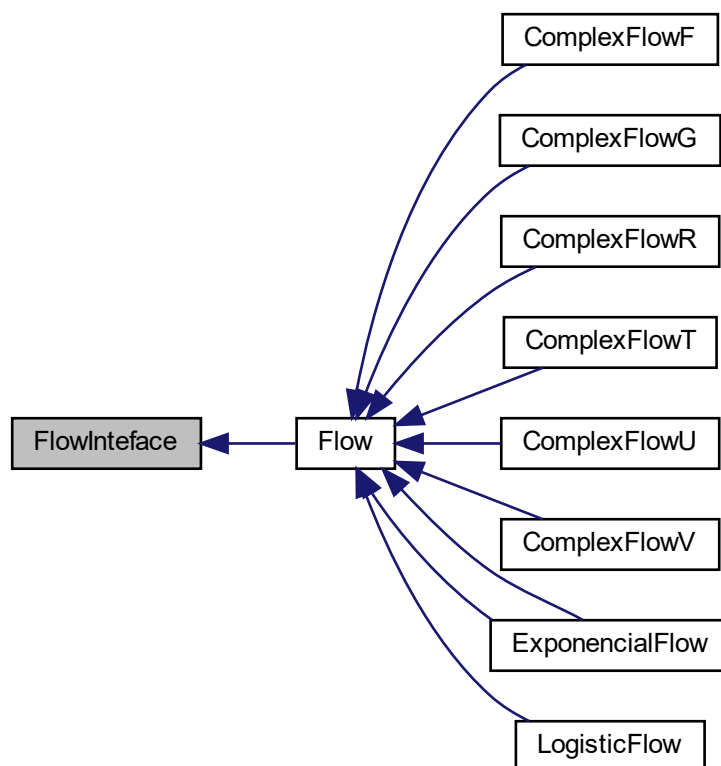 ComplexFlowF
ComplexFlowG
ComplexFlowR
ComplexFlowT
FlowInteface
Flow
ComplexFlowU
ComplexFlowV
ExponencialFlow
LogisticFlow